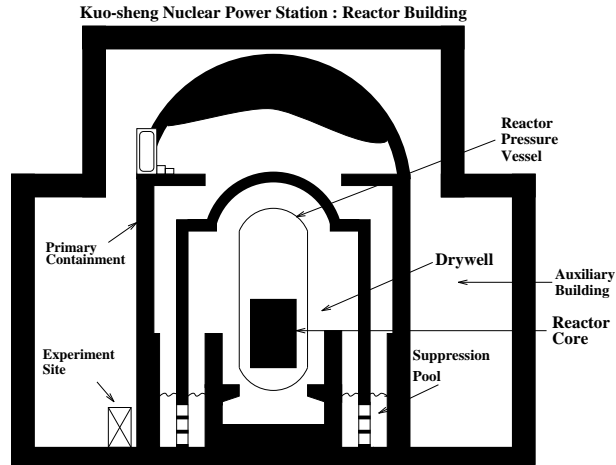 Kuo-sheng Nuclear Power Station : Reactor Building
Reactor
Pressure
Vessel
Primary
Containment
Drywell
Auxiliary
Building
Reactor
Core
Experiment
Site
Suppression
Pool